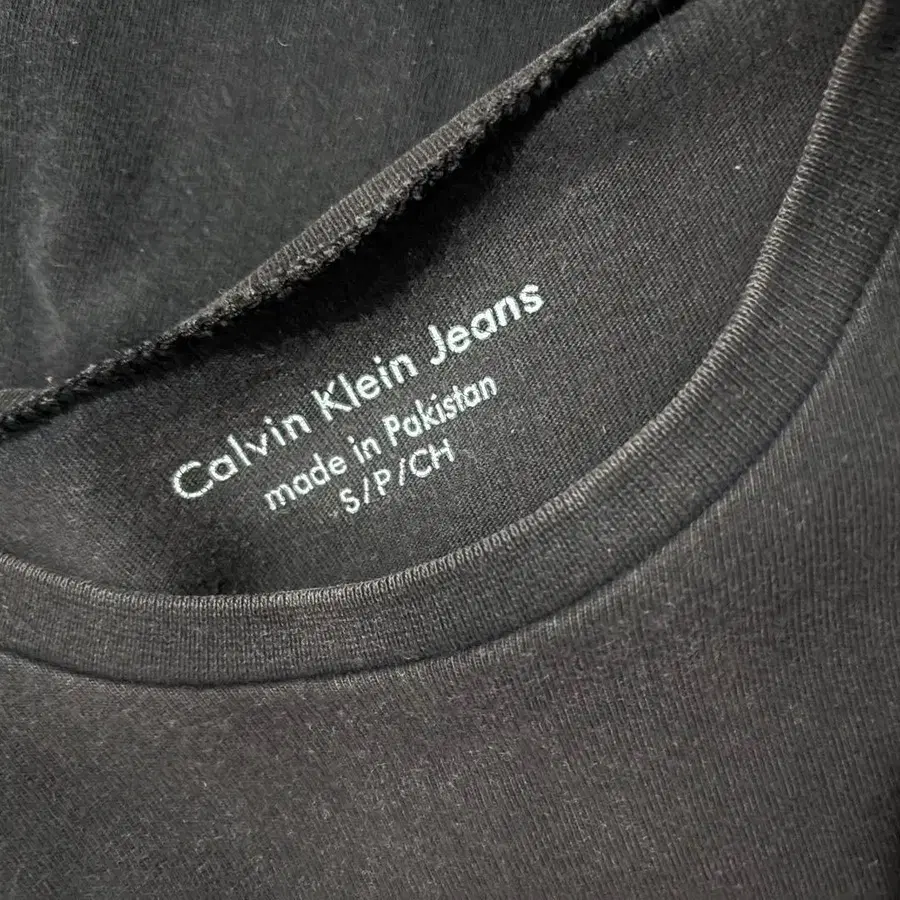 Calvin Klein Jeans
made in Pakistan
S/P/CH